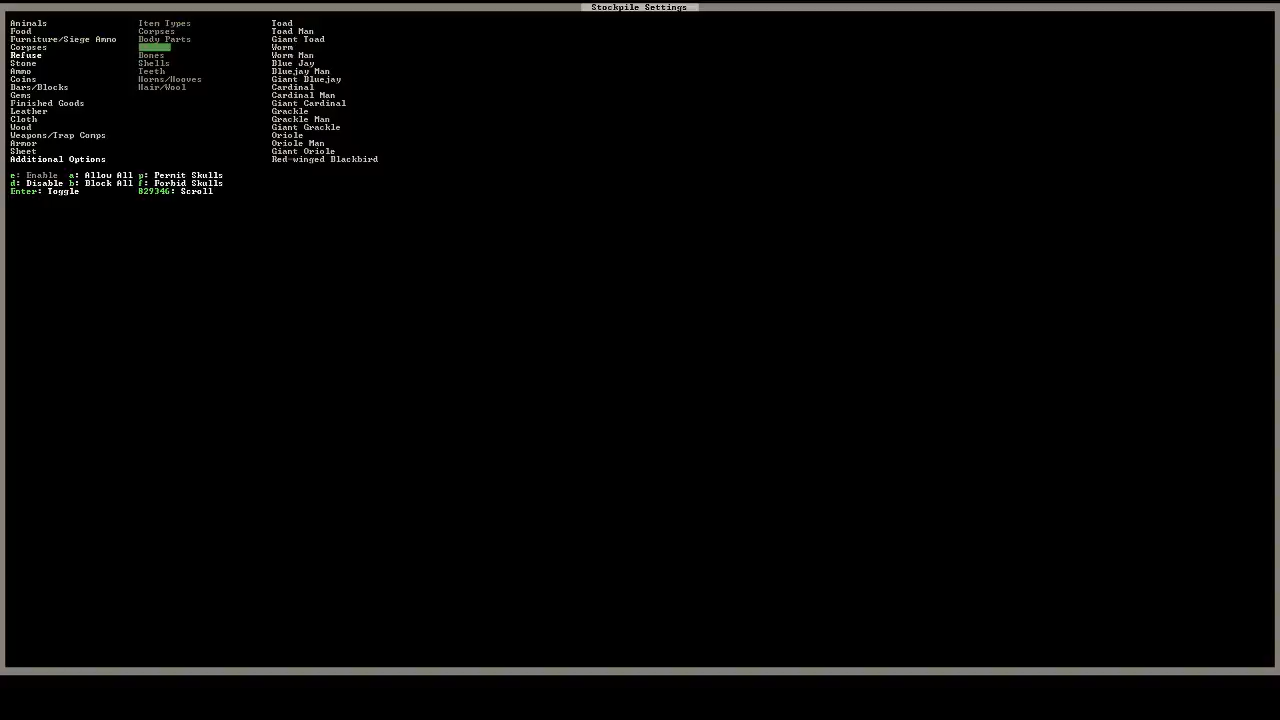 Stockpile Settings
Animals Item Types Toad
Food Corpses Toad Man
Furniture/Siege Ammo Body Parts Giant Toad
Corpses Worm
Refuse Bones Worm Man
Stone Shells Blue Jay
Ammo Teeth Bluejay Man
Coins Horns/Hooves Giant Bluejay
Bars/Blocks Hair/Wool Cardinal
Gems Cardinal Man
Finished Goods Giant Cardinal
Leather Grackle
Cloth Grackle Man
Wood Giant Grackle
Weapons/Trap Comps Oriole
Armor Oriole Man
Sheet Giant Oriole
Additional Options Red-winged Blackbird
e: Enable a: Allow All p: Permit Skulls
d: Disable b: Block All f: Forbid Skulls
Enter: Toggle 829346: Scroll